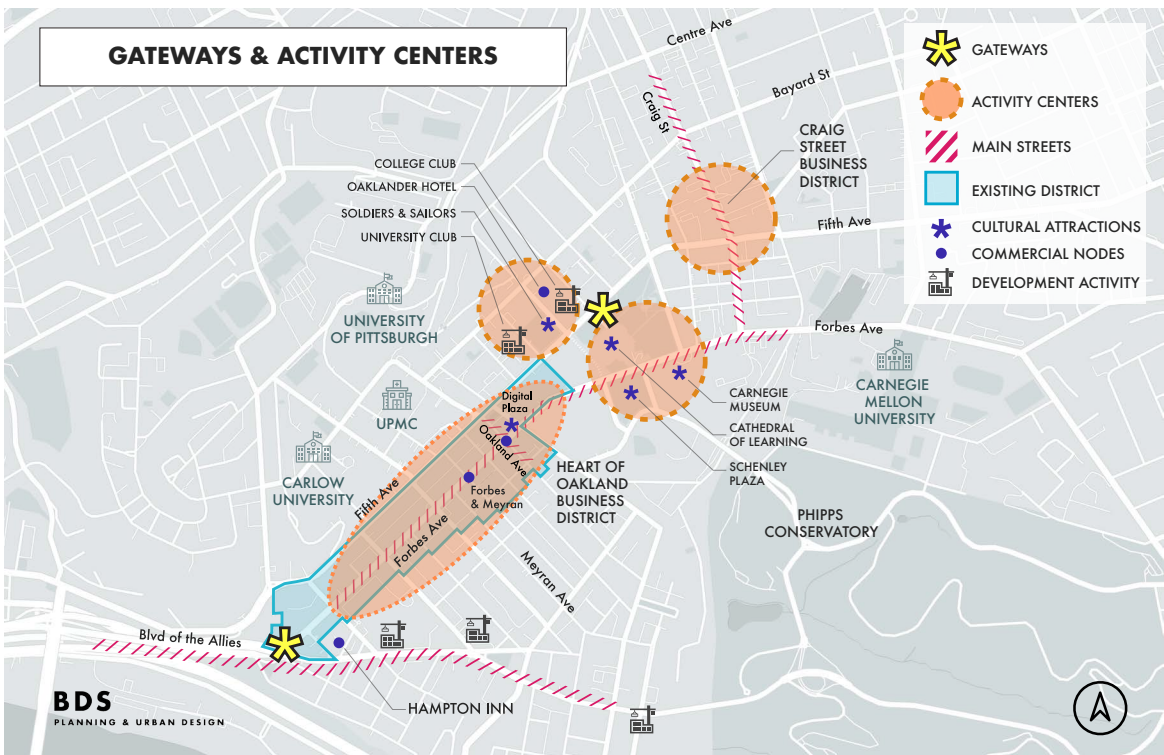 GATEWAYS & ACTIVITY CENTERS
Centre Ave
Bayard St
Craig St
CRAIG
STREET
BUSINESS
DISTRICT
Fifth Ave
GATEWAYS
ACTIVITY CENTERS
MAIN STREETS
EXISTING DISTRICT
CULTURAL ATTRACTIONS
COMMERCIAL NODES
DEVELOPMENT ACTIVITY
COLLEGE CLUB
OAKLANDER HOTEL
SOLDIERS & SAILORS
UNIVERSITY CLUB
UNIVERSITY
OF PITTSBURGH
UPMC
CARLOW
UNIVERSITY
Forbes Ave
CARNEGIE
MELLON
UNIVERSITY
CARNEGIE
MUSEUM
CATHEDRAL
OF LEARNING
SCHENLEY
PLAZA
Digital
Plaza
Oakland Ave
Fifth Ave
Forbes
& Meyran
Forbes Ave
HEART OF
OAKLAND
BUSINESS
DISTRICT
PHIPPS
CONSERVATORY
Meyran Ave
Blvd of the Allies
HAMPTON INN
BDS
PLANNING & URBAN DESIGN